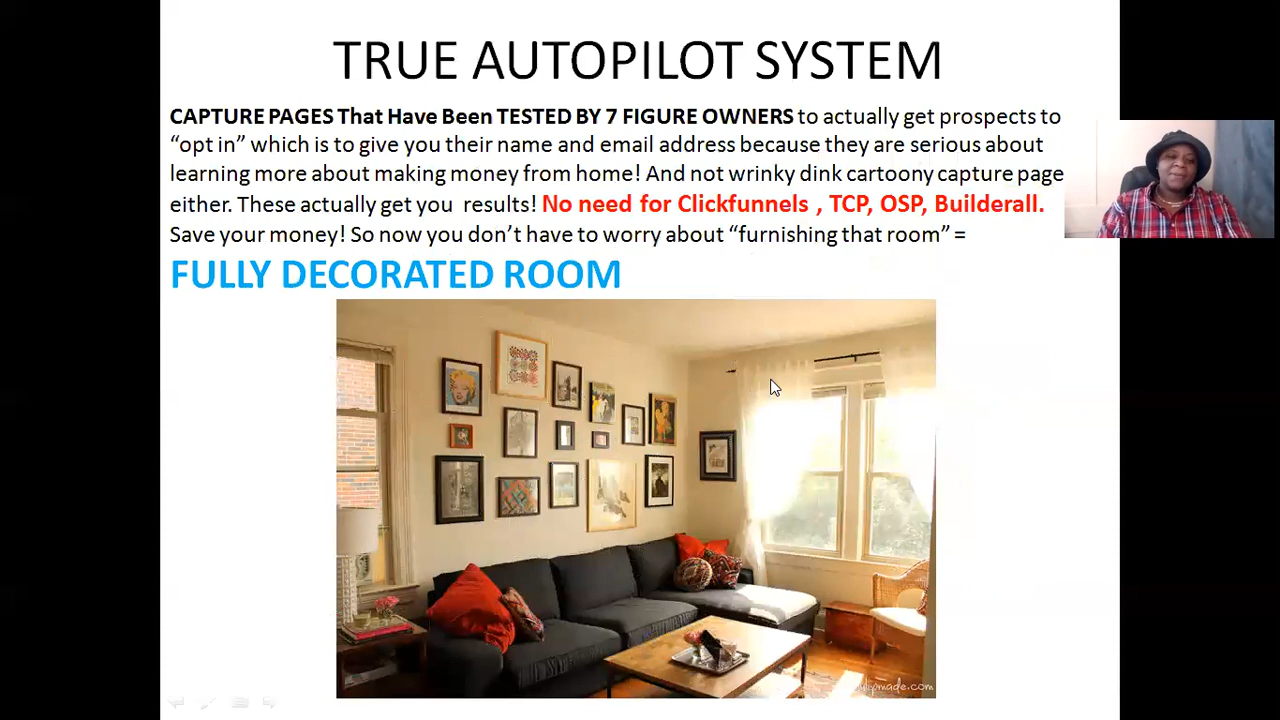 TRUE AUTOPILOT SYSTEM
CAPTURE PAGES That Have Been TESTED BY 7 FIGURE OWNERS to actually get prospects to
“opt in” which is to give you their name and email address because they are serious about
learning more about making money from home! And not wrinky dink cartoony capture page
either. These actually get you results! No need for Clickfunnels , TCP, OSP, Builderall.
Save your money! So now you don’t have to worry about “furnishing that room” =
FULLY DECORATED ROOM